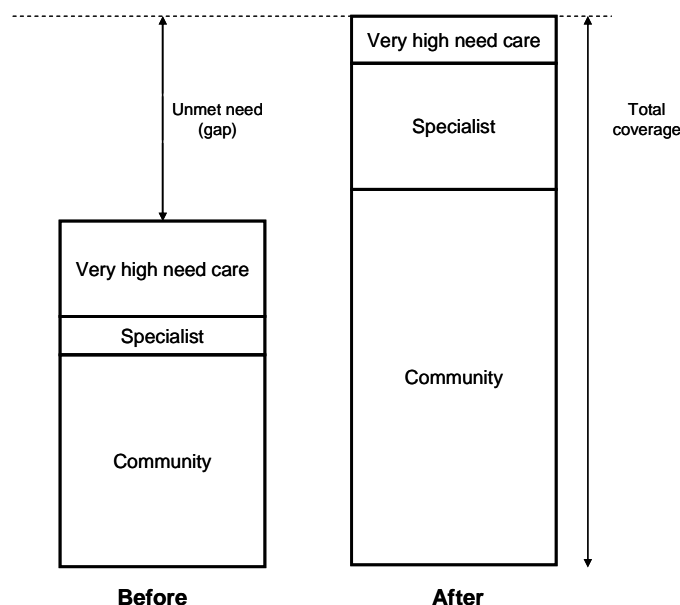 Very high need care
Unmet need
(gap)
Specialist
Total
coverage
Very high need care
Specialist
Community
Community
Before
After